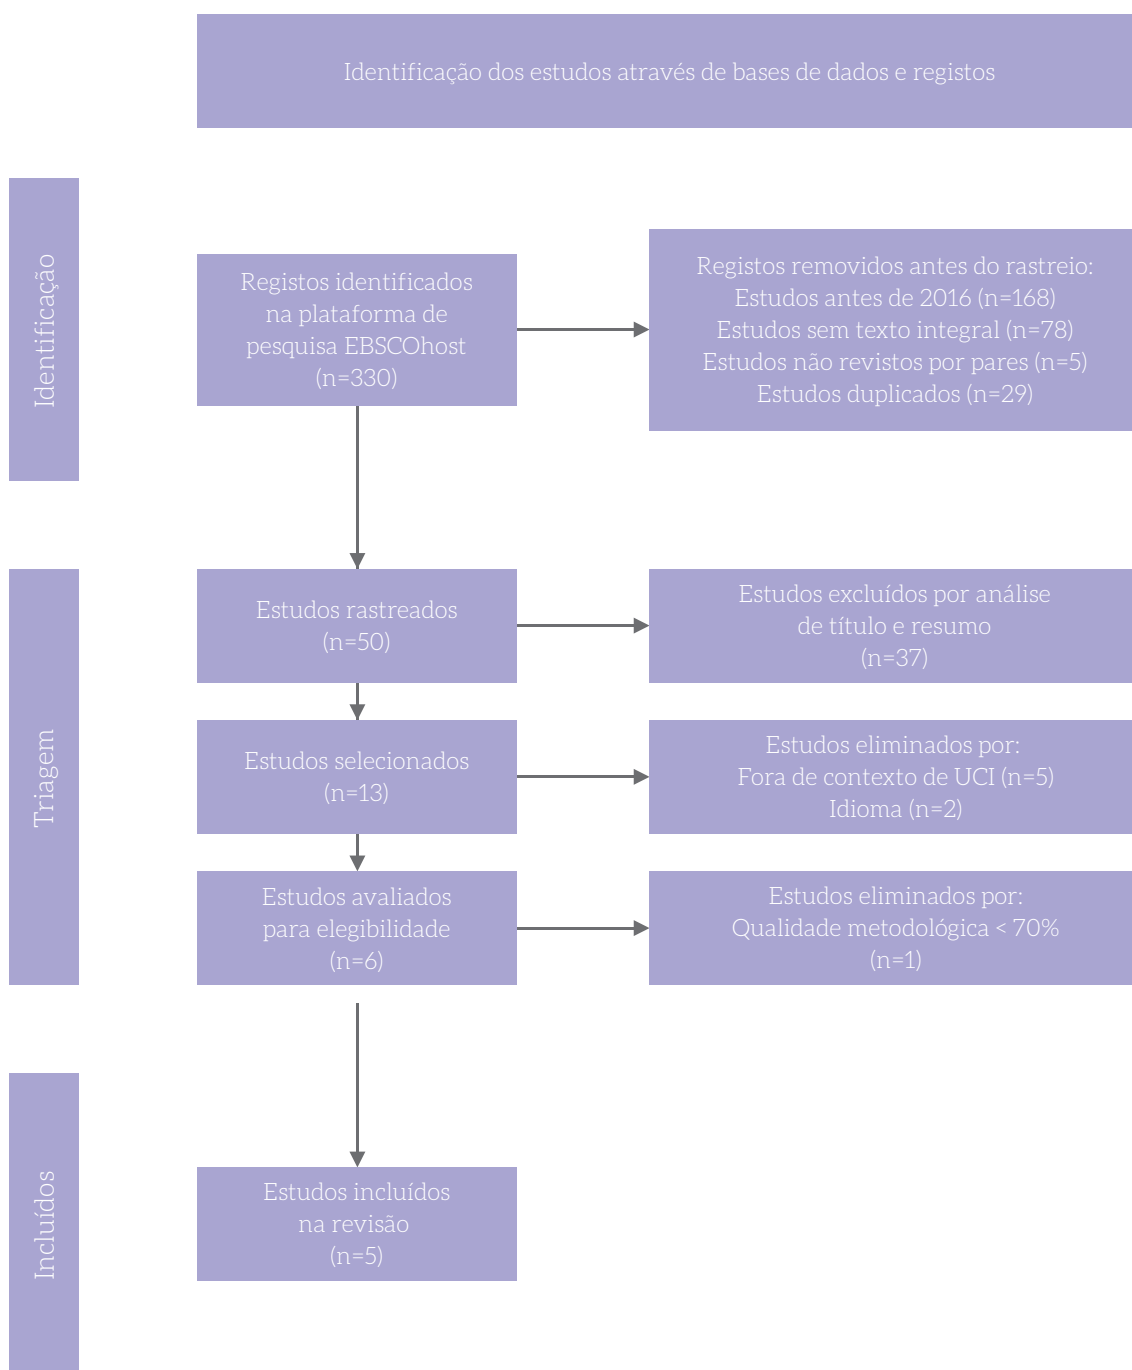 Identificação dos estudos através de bases de dados e registos
Identificação
Registos identificados
na plataforma de
pesquisa EBSCOhost
(n=330)
Registos removidos antes do rastreio:
Estudos antes de 2016 (n=168)
Estudos sem texto integral (n=78)
Estudos não revistos por pares (n=5)
Estudos duplicados (n=29)
Triagem
Estudos rastreados
(n=50)
Estudos excluídos por análise
de título e resumo
(n=37)
Estudos selecionados
(n=13)
Estudos eliminados por:
Fora de contexto de UCI (n=5)
Idioma (n=2)
Estudos avaliados
para elegibilidade
(n=6)
Estudos eliminados por:
Qualidade metodológica < 70%
(n=1)
Incluídos
Estudos incluídos
na revisão
(n=5)